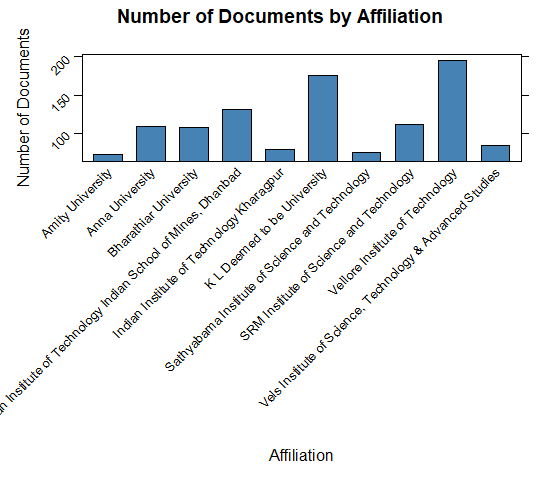 Number of Documents by Affiliation
Number of Documents
200
150
100
Amity University
Anna University
Bharathiar University
Institute of Technology Indian School of Mines, Dhanbad
Indian Institute of Technology Kharagpur
K L Deemed to be University
Sathyabama Institute of Science and Technology
SRM Institute of Science and Technology
Vellore Institute of Technology
Vels Institute of Science, Technology & Advanced Studies
Affiliation